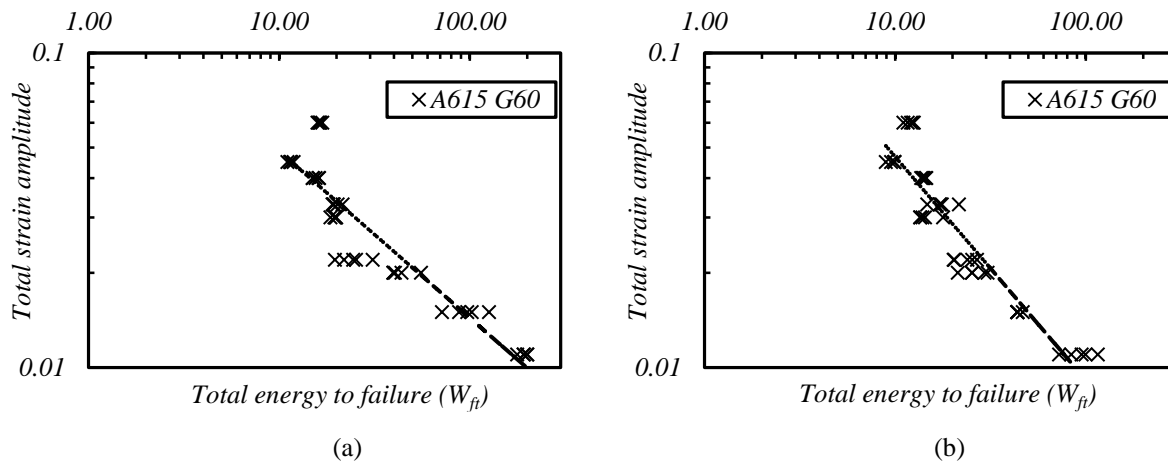 1.00 10.00 100.00
0.1
A615 G60
Total strain amplitude
0.01
Total energy to failure (Wft)
(a)
1.00 10.00 100.00
0.1
A615 G60
Total strain amplitude
0.01
Total energy to failure (Wft)
(b)